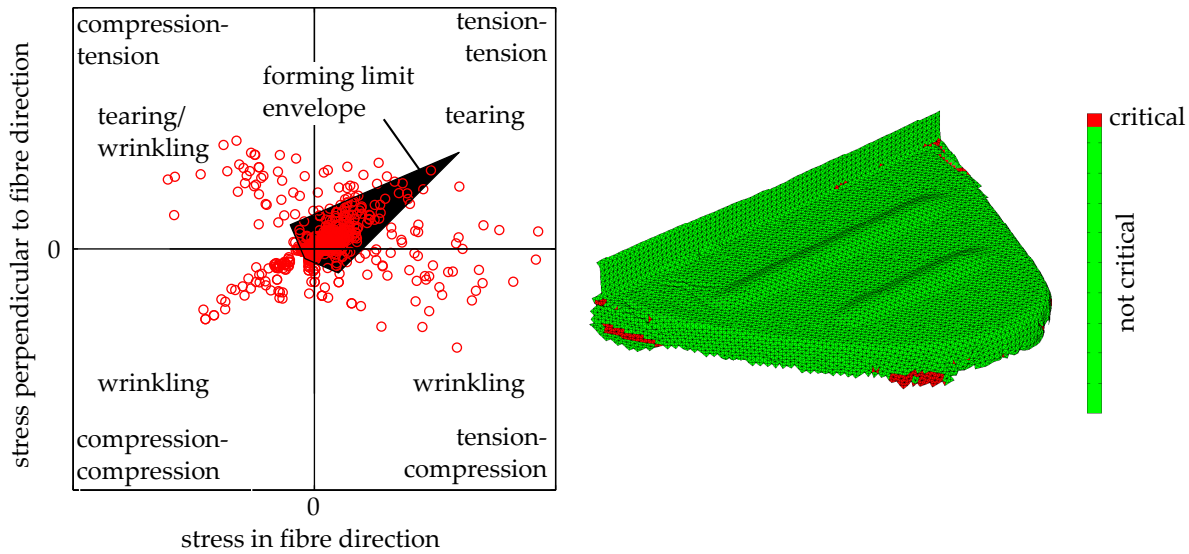 compression-
tension
tension-
tension
forming limit
envelope
tearing/
wrinkling
tearing
stress perpendicular to fibre direction
0
wrinkling
wrinkling
compression-
compression
tension-
compression
0
stress in fibre direction
critical
not critical